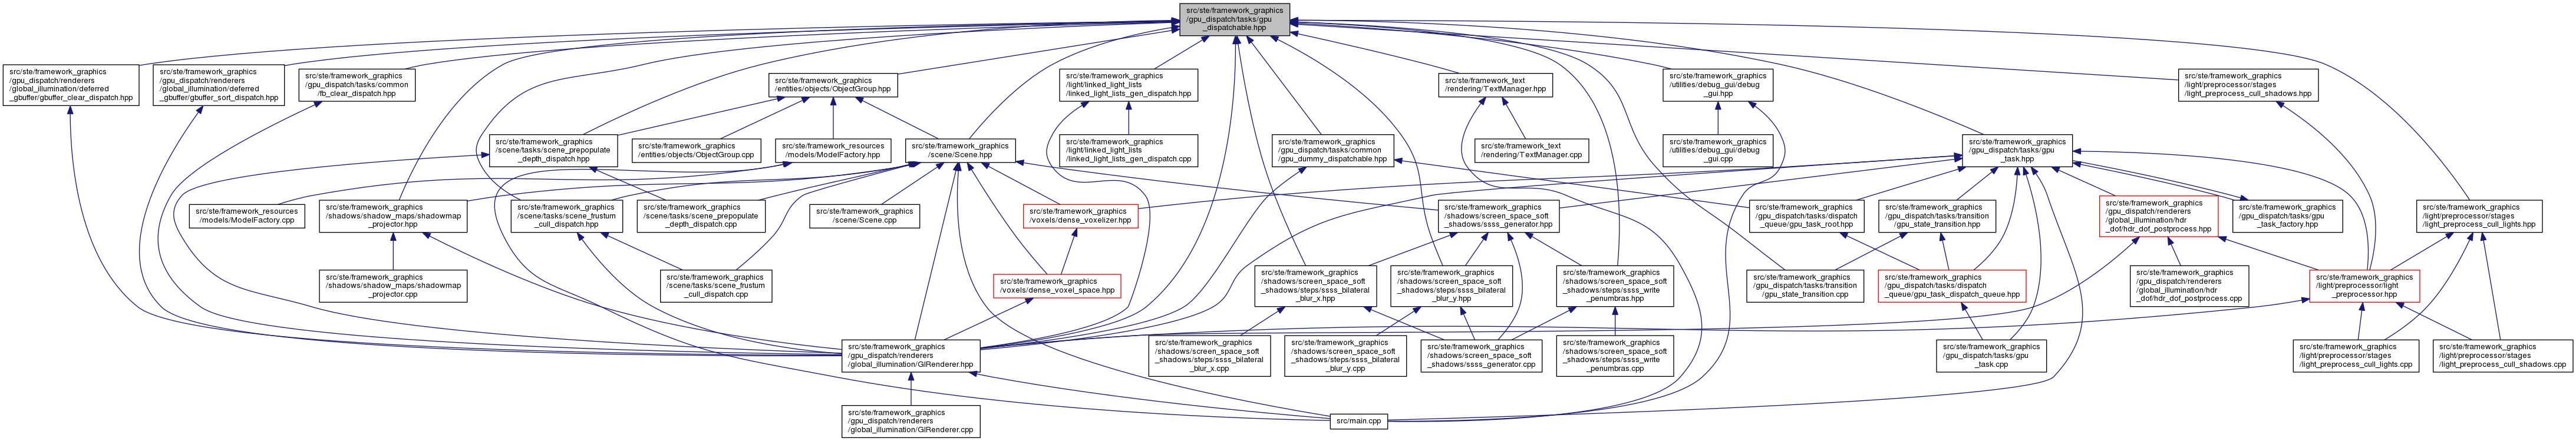 src/ste/framework_graphics
/gpu_dispatch/tasks/gpu
_dispatchable.hpp
src/ste/framework_graphics
/gpu_dispatch/renderers
/global_illumination/deferred
_gbuffer/gbuffer_clear_dispatch.hpp
src/ste/framework_graphics
/gpu_dispatch/renderers
/global_illumination/deferred
_gbuffer/gbuffer_sort_dispatch.hpp
src/ste/framework_graphics
/gpu_dispatch/tasks/common
/fb_clear_dispatch.hpp
src/ste/framework_graphics
/entities/objects/ObjectGroup.hpp
src/ste/framework_graphics
/light/linked_light_lists
/linked_light_lists_gen_dispatch.hpp
src/ste/framework_text
/rendering/TextManager.hpp
src/ste/framework_graphics
/utilities/debug_gui/debug
_gui.hpp
src/ste/framework_graphics
/light/preprocessor/stages
/light_preprocess_cull_shadows.hpp
src/ste/framework_graphics
/scene/tasks/scene_prepopulate
_depth_dispatch.hpp
src/ste/framework_graphics
/entities/objects/ObjectGroup.cpp
src/ste/framework_resources
/models/ModelFactory.hpp
src/ste/framework_graphics
/scene/Scene.hpp
src/ste/framework_graphics
/light/linked_light_lists
/linked_light_lists_gen_dispatch.cpp
src/ste/framework_graphics
/gpu_dispatch/tasks/common
/gpu_dummy_dispatchable.hpp
src/ste/framework_text
/rendering/TextManager.cpp
src/ste/framework_graphics
/utilities/debug_gui/debug
_gui.cpp
src/ste/framework_graphics
/gpu_dispatch/tasks/gpu
_task.hpp
src/ste/framework_resources
/models/ModelFactory.cpp
src/ste/framework_graphics
/shadows/shadow_maps/shadowmap
_projector.hpp
src/ste/framework_graphics
/scene/tasks/scene_frustum
_cull_dispatch.hpp
src/ste/framework_graphics
/scene/tasks/scene_prepopulate
_depth_dispatch.cpp
src/ste/framework_graphics
/scene/Scene.cpp
src/ste/framework_graphics
/voxels/dense_voxelizer.hpp
src/ste/framework_graphics
/shadows/screen_space_soft
_shadows/ssss_generator.hpp
src/ste/framework_graphics
/gpu_dispatch/tasks/dispatch
_queue/gpu_task_root.hpp
src/ste/framework_graphics
/gpu_dispatch/tasks/transition
/gpu_state_transition.hpp
src/ste/framework_graphics
/gpu_dispatch/renderers
/global_illumination/hdr
_dof/hdr_dof_postprocess.hpp
src/ste/framework_graphics
/gpu_dispatch/tasks/gpu
_task_factory.hpp
src/ste/framework_graphics
/light/preprocessor/stages
/light_preprocess_cull_lights.hpp
src/ste/framework_graphics
/shadows/shadow_maps/shadowmap
_projector.cpp
src/ste/framework_graphics
/scene/tasks/scene_frustum
_cull_dispatch.cpp
src/ste/framework_graphics
/voxels/dense_voxel_space.hpp
src/ste/framework_graphics
/shadows/screen_space_soft
_shadows/steps/ssss_bilateral
_blur_x.hpp
src/ste/framework_graphics
/shadows/screen_space_soft
_shadows/steps/ssss_bilateral
_blur_y.hpp
src/ste/framework_graphics
/shadows/screen_space_soft
_shadows/steps/ssss_write
_penumbras.hpp
src/ste/framework_graphics
/gpu_dispatch/tasks/transition
/gpu_state_transition.cpp
src/ste/framework_graphics
/gpu_dispatch/tasks/dispatch
_queue/gpu_task_dispatch_queue.hpp
src/ste/framework_graphics
/gpu_dispatch/renderers
/global_illumination/hdr
_dof/hdr_dof_postprocess.cpp
src/ste/framework_graphics
/light/preprocessor/light
_preprocessor.hpp
src/ste/framework_graphics
/gpu_dispatch/renderers
/global_illumination/GIRenderer.hpp
src/ste/framework_graphics
/shadows/screen_space_soft
_shadows/steps/ssss_bilateral
_blur_x.cpp
src/ste/framework_graphics
/shadows/screen_space_soft
_shadows/steps/ssss_bilateral
_blur_y.cpp
src/ste/framework_graphics
/shadows/screen_space_soft
_shadows/ssss_generator.cpp
src/ste/framework_graphics
/shadows/screen_space_soft
_shadows/steps/ssss_write
_penumbras.cpp
src/ste/framework_graphics
/gpu_dispatch/tasks/gpu
_task.cpp
src/ste/framework_graphics
/light/preprocessor/stages
/light_preprocess_cull_lights.cpp
src/ste/framework_graphics
/light/preprocessor/stages
/light_preprocess_cull_shadows.cpp
src/ste/framework_graphics
/gpu_dispatch/renderers
/global_illumination/GIRenderer.cpp
src/main.cpp